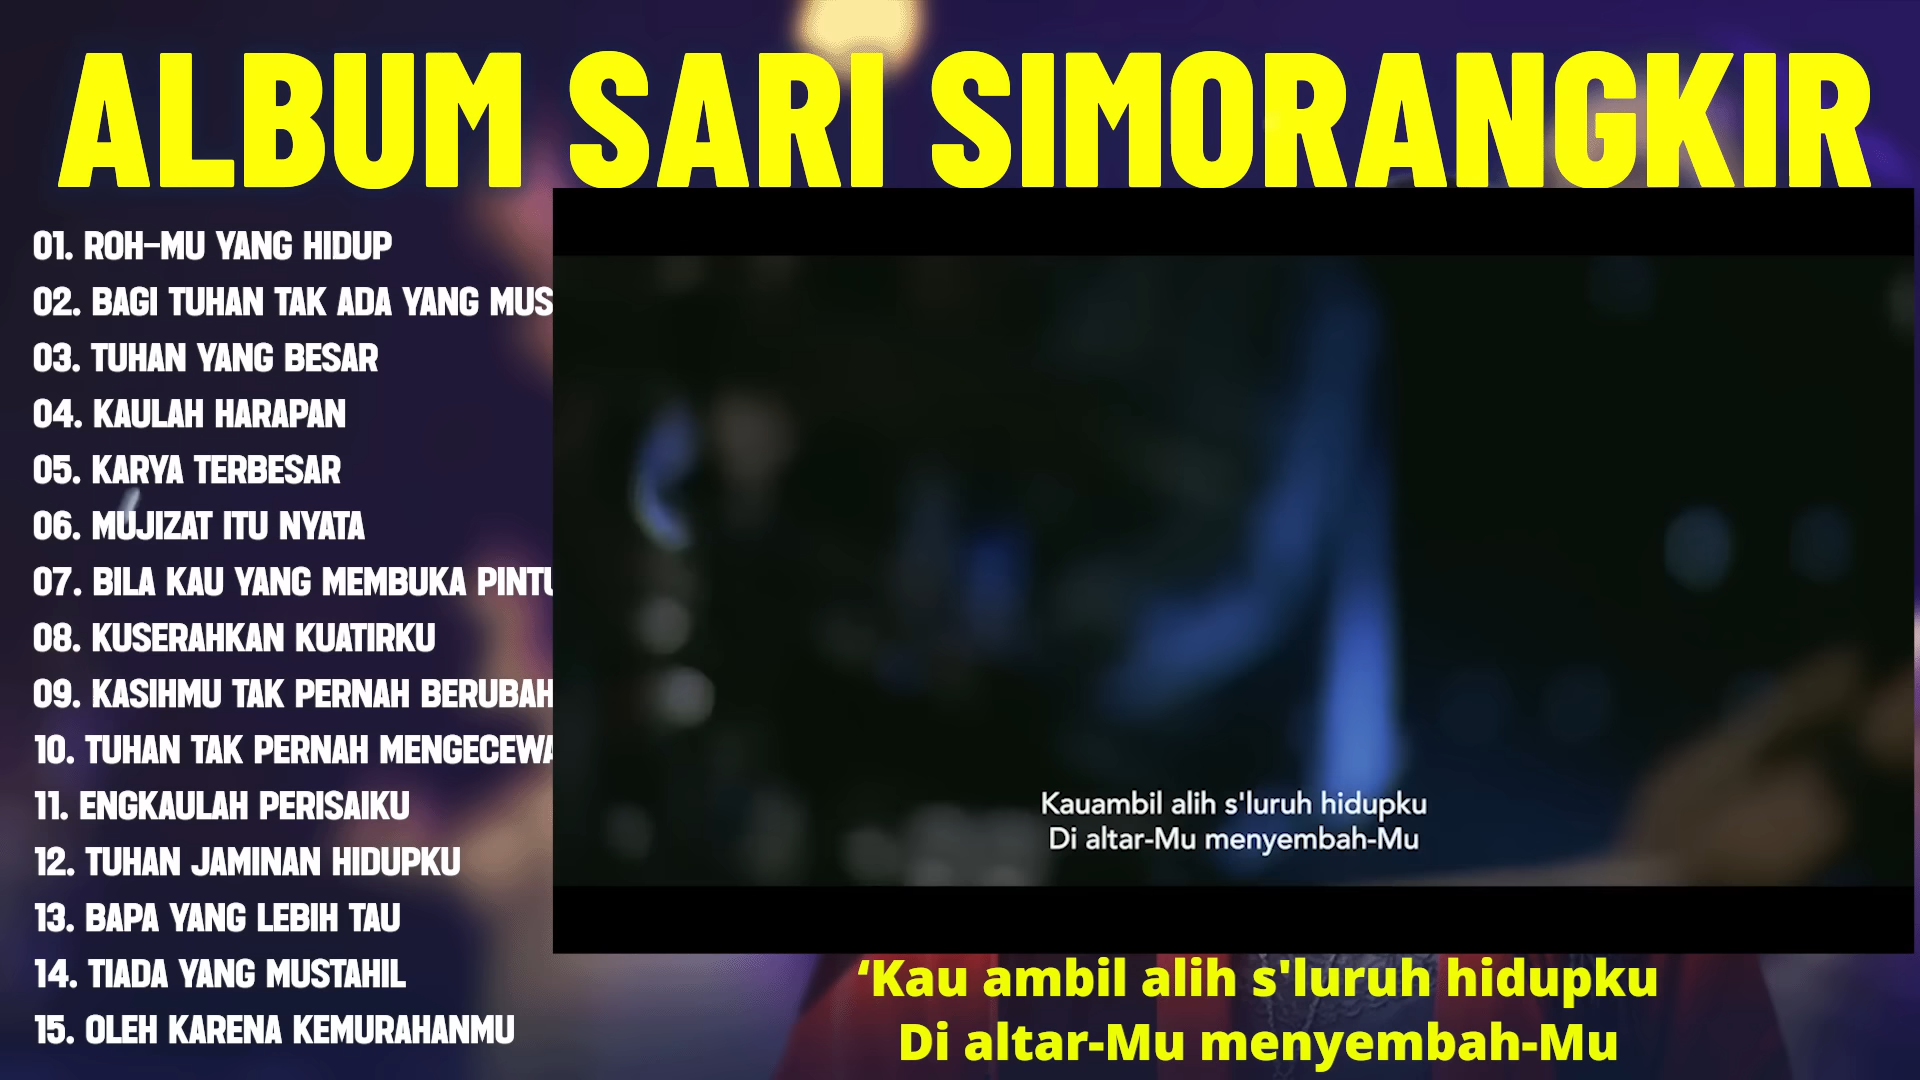 ALBUM SARI SIMORANGKIR
01. ROH-MU YANG HIDUP
02. BAGI TUHAN TAK ADA YANG MUS
03. TUHAN YANG BESAR
04. KAULAH HARAPAN
05. KARYA TERBESAR
06. MUJIZAT ITU NYATA
07. BILA KAU YANG MEMBUKA PINTU
08. KUSERAHKAN KUATIRKU
09. KASIHMU TAK PERNAH BERUBAH
10. TUHAN TAK PERNAH MENGECEWA
11. ENGKAULAH PERISAIKU
12. TUHAN JAMINAN HIDUPKU
13. BAPA YANG LEBIH TAU
14. TIADA YANG MUSTAHIL
15. OLEH KARENA KEMURAHANMU
Kauambil alih s'luruh hidupku
Di altar-Mu menyembah-Mu
‘Kau ambil alih s'luruh hidupku
Di altar-Mu menyembah-Mu